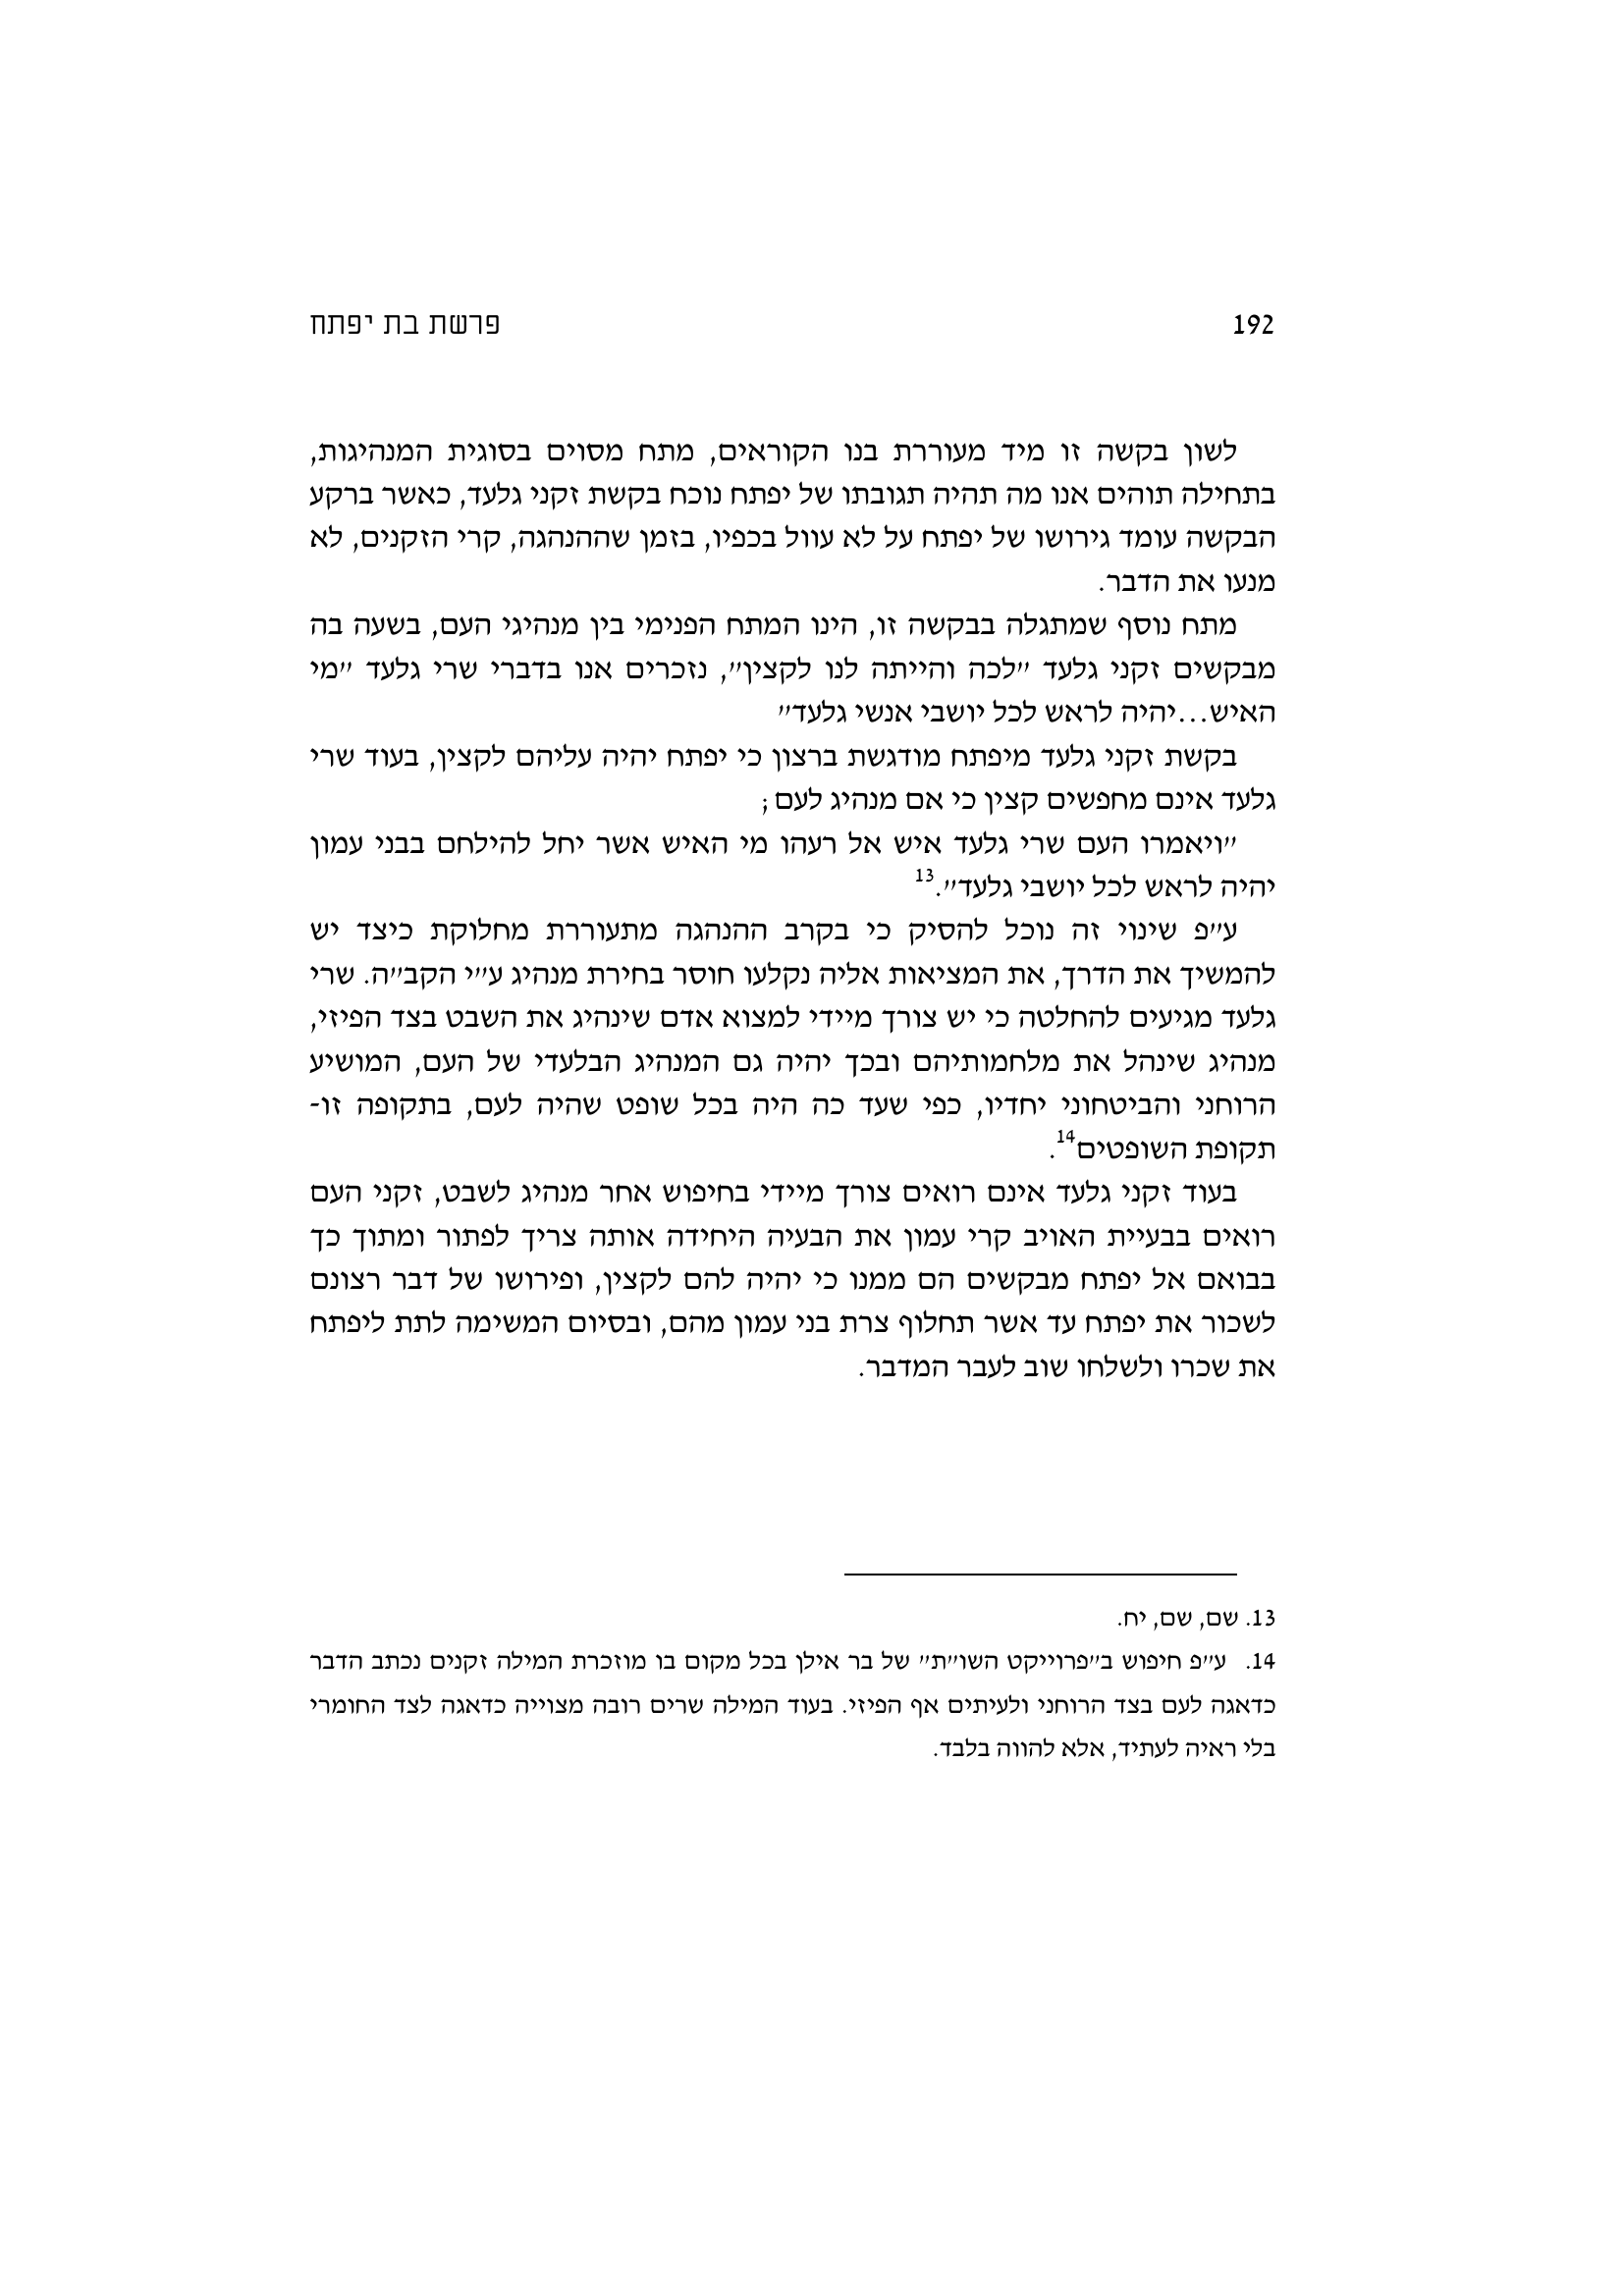 192 פרשת בת יפתח
לשון בקשה זו מיד מעוררת בנו הקוראים, מתח מסוים בסוגית המנהיגות,
בתחילה תוהים אנו מה תהיה תגובתו של יפתח נוכח בקשת זקני גלעד, כאשר ברקע
הבקשה עומד גירושו של יפתח על לא עוול בכפיו, בזמן שההנהגה, קרי הזקנים, לא
מנעו את הדבר.
מתח נוסף שמתגלה בבקשה זו, הינו המתח הפנימי בין מנהיגי העם, בשעה בה
מבקשים זקני גלעד ״לכה והייתה לנו לקצין״, נזכרים אנו בדברי שרי גלעד ״מי
האיש...יהיה לראש לכל יושבי אנשי גלעד״
בקשת זקני גלעד מיפתח מודגשת ברצון כי יפתח יהיה עליהם לקצין, בעוד שרי
גלעד אינם מחפשים קצין כי אם מנהיג לעם;
״ויאמרו העם שרי גלעד איש אל רעהו מי האיש אשר יחל להילחם בבני עמון
יהיה לראש לכל יושבי גלעד״.13
ע״פ שינוי זה נוכל להסיק כי בקרב ההנהגה מתעוררת מחלוקת כיצד יש
להמשיך את הדרך, את המציאות אליה נקלעו חוסר בחירת מנהיג ע״י הקב״ה. שרי
גלעד מגיעים להחלטה כי יש צורך מיידי למצוא אדם שינהיג את השבט בצד הפיזי,
מנהיג שינהל את מלחמותיהם ובכך יהיה גם המנהיג הבלעדי של העם, המושיע
הרוחני והביטחוני יחדיו, כפי שעד כה היה בכל שופט שהיה לעם, בתקופה זו-
תקופת השופטים14.
בעוד זקני גלעד אינם רואים צורך מיידי בחיפוש אחר מנהיג לשבט, זקני העם
רואים בבעיית האויב קרי עמון את הבעיה היחידה אותה צריך לפתור ומתוך כך
בבואם אל יפתח מבקשים הם ממנו כי יהיה להם לקצין, ופירושו של דבר רצונם
לשכור את יפתח עד אשר תחלוף צרת בני עמון מהם, ובסיום המשימה לתת ליפתח
את שכרו ולשלחו שוב לעבר המדבר.
13. שם, שם, יח.
14. ע״פ חיפוש ב״פרוייקט השו״ת״ של בר אילן בכל מקום בו מוזכרת המילה זקנים נכתב הדבר
כדאגה לעם בצד הרוחני ולעיתים אף הפיזי. בעוד המילה שרים רובה מצוייה כדאגה לצד החומרי
בלי ראיה לעתיד, אלא להווה בלבד.